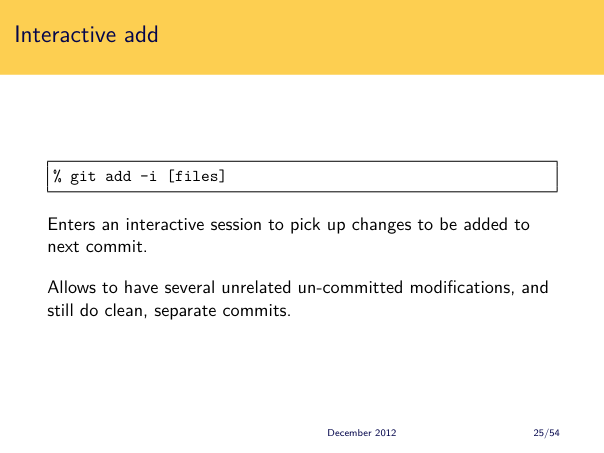 Interactive add
% git add -i [files]
Enters an interactive session to pick up changes to be added to
next commit.
Allows to have several unrelated un-committed modifications, and
still do clean, separate commits.
December 2012
25/54